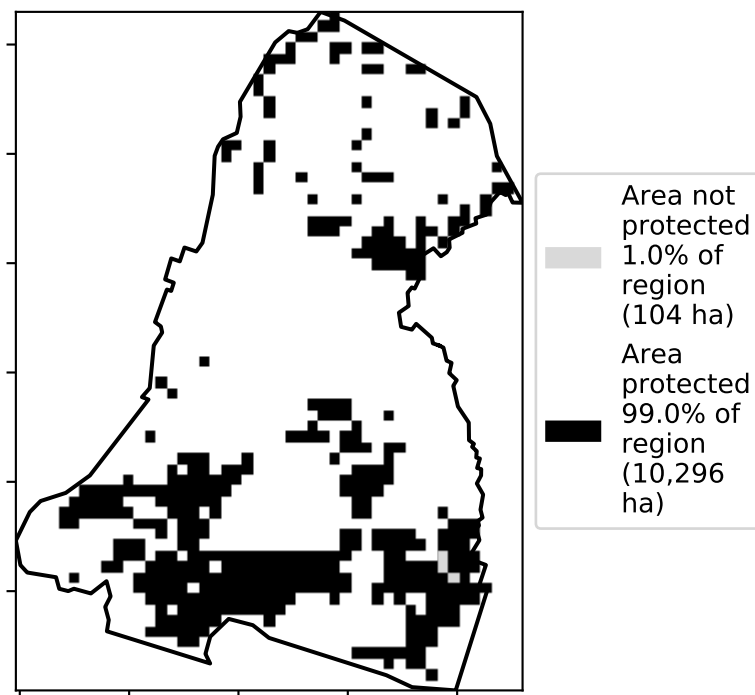 Area not
protected
1.0% of
region
(104 ha)
Area
protected
99.0% of
region
(10,296
ha)